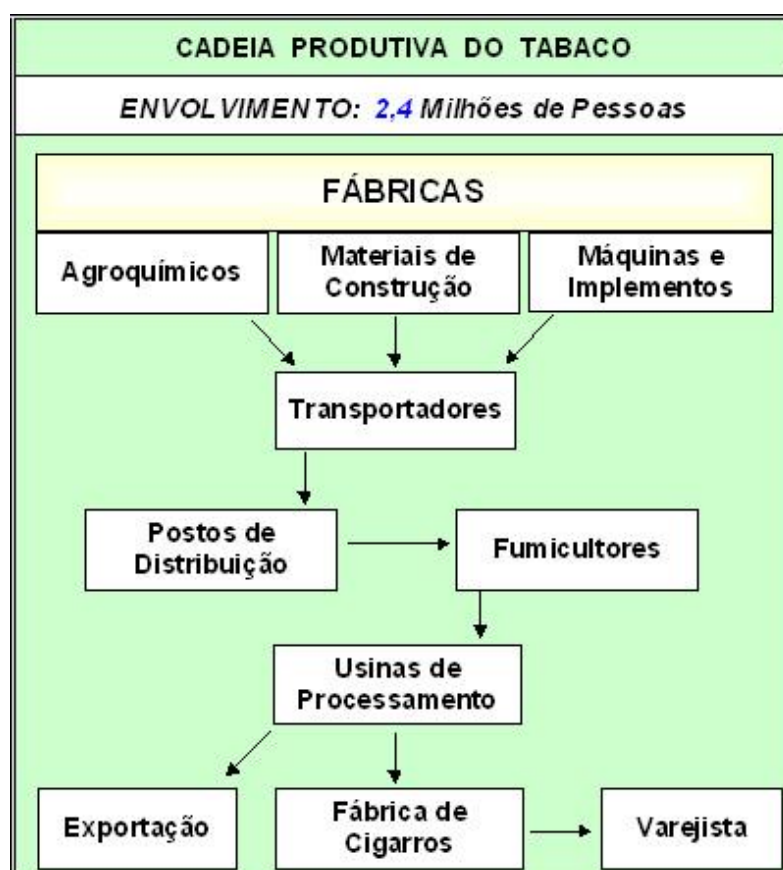 CADEIA PRODUTIVA DO TABACO
ENVOLVIMENTO: 2,4 Milhões de Pessoas
FÁBRICAS
Agroquímicos
Materiais de
Construção
Máquinas e
Implementos
Transportadores
Postos de
Distribuição
Fumicultores
Usinas de
Processamento
Exportação
Fábrica de
Cigarros
Varejista